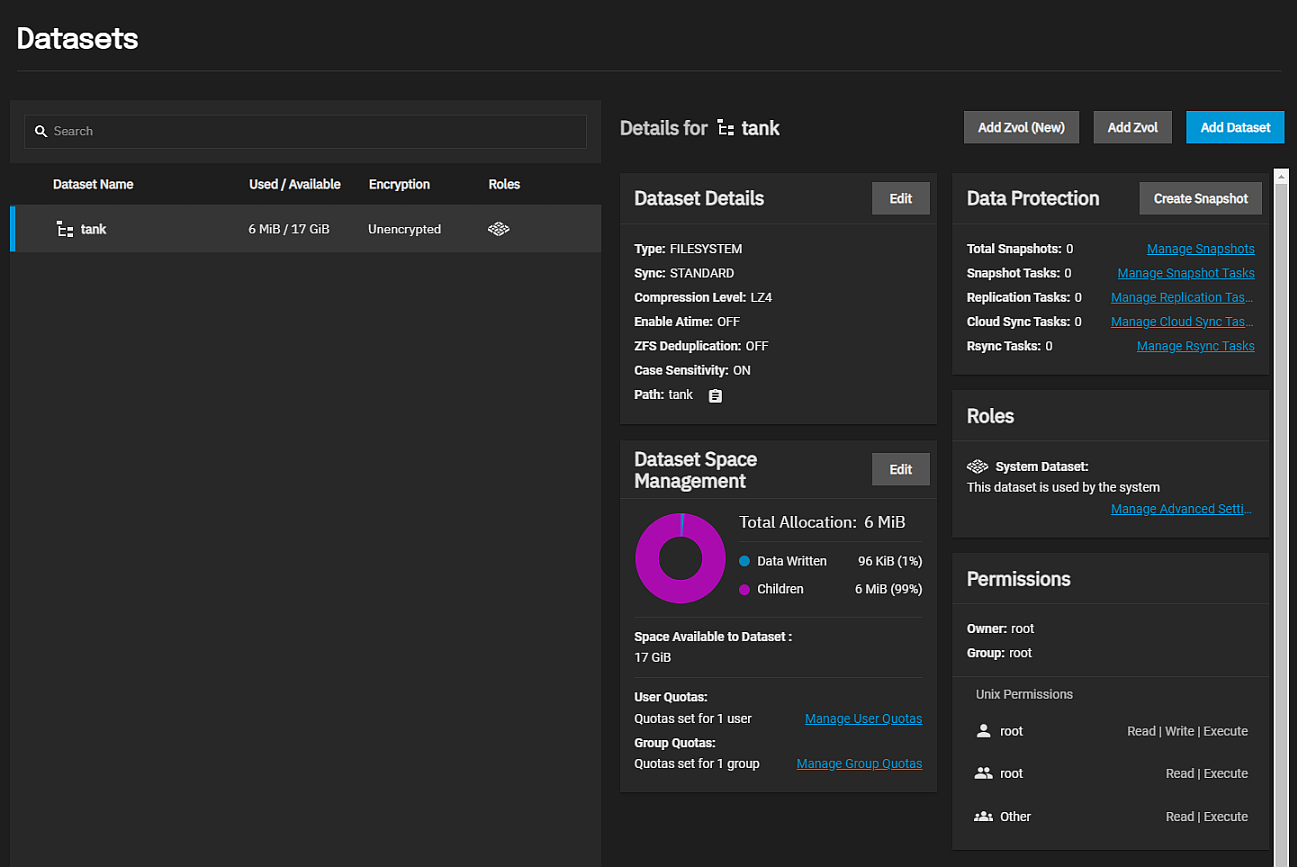 Datasets
Search
Dataset Name Used / Available Encryption Roles
tank 6 MiB / 17 GiB Unencrypted
Details for tank
Add Zvol (New) Add Zvol Add Dataset
Dataset Details Edit
Type: FILESYSTEM
Sync: STANDARD
Compression Level: LZ4
Enable Atime: OFF
ZFS Deduplication: OFF
Case Sensitivity: ON
Path: tank
Dataset Space
Management
Edit
Total Allocation: 6 MiB
Data Written 96 KiB (1%)
Children 6 MiB (99%)
Space Available to Dataset :
17 GiB
User Quotas:
Quotas set for 1 user Manage User Quotas
Group Quotas:
Quotas set for 1 group Manage Group Quotas
Data Protection Create Snapshot
Total Snapshots: 0 Manage Snapshots
Snapshot Tasks: 0 Manage Snapshot Tasks
Replication Tasks: 0 Manage Replication Tas...
Cloud Sync Tasks: 0 Manage Cloud Sync Tas...
Rsync Tasks: 0 Manage Rsync Tasks
Roles
System Dataset:
This dataset is used by the system
Manage Advanced Setti...
Permissions
Owner: root
Group: root
Unix Permissions
root Read | Write | Execute
root Read | Execute
Other Read | Execute